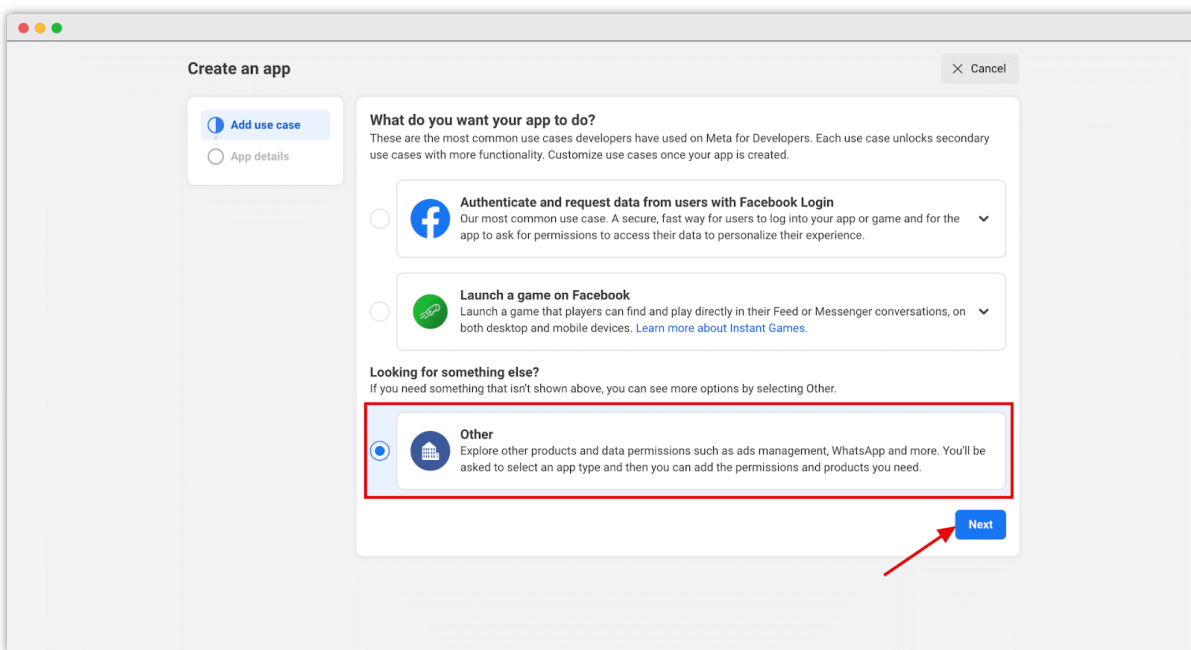 Create an app
Cancel
Add use case
App details
What do you want your app to do?
These are the most common use cases developers have used on Meta for Developers. Each use case unlocks secondary
use cases with more functionality. Customize use cases once your app is created.
Authenticate and request data from users with Facebook Login
Our most common use case. A secure, fast way for users to log into your app or game and for the
app to ask for permissions to access their data to personalize their experience.
Launch a game on Facebook
Launch a game that players can find and play directly in their Feed or Messenger conversations, on
both desktop and mobile devices. Learn more about Instant Games.
Looking for something else?
If you need something that isn't shown above, you can see more options by selecting Other.
Other
Explore other products and data permissions such as ads management, WhatsApp and more. You'll be
asked to select an app type and then you can add the permissions and products you need.
Next